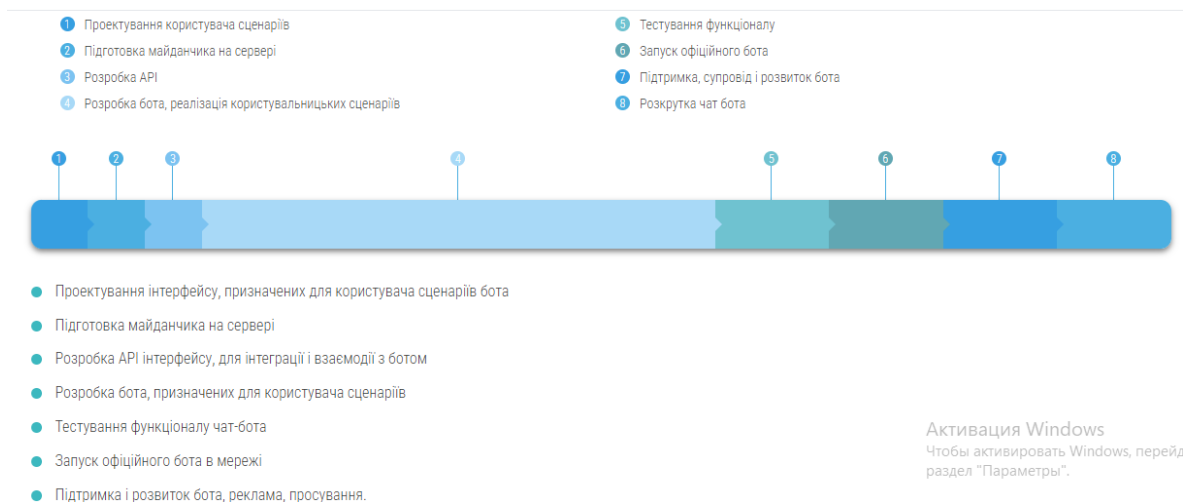 1 Проектування користувача сценаріїв
2 Підготовка майданчика на сервері
3 Розробка API
4 Розробка бота, реалізація користувальницьких сценаріїв
5 Тестування функціоналу
6 Запуск офіційного бота
7 Підтримка, супровід і розвиток бота
8 Розкрутка чат бота
1 2 3 4 5 6 7 8
Проектування інтерфейсу, призначених для користувача сценаріїв бота
Підготовка майданчика на сервері
Розробка API інтерфейсу, для інтеграції і взаємодії з ботом
Розробка бота, призначених для користувача сценаріїв
Тестування функціоналу чат-бота
Запуск офіційного бота в мережі
Підтримка і розвиток бота, реклама, просування.
Активация Windows
Чтобы активировать Windows, перейд
раздел "Параметры".